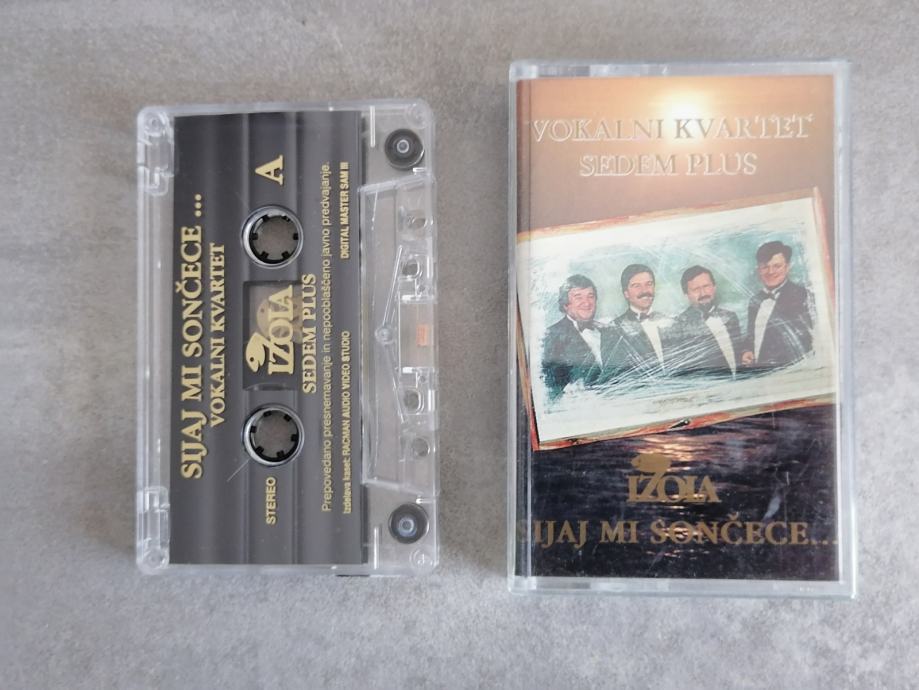 SIJAJ MI SONČECE ...
VOKALNI KVARTET
A
IZOLA
STEREO
SEDEM PLUS
Prepovedano presnemavanje in nepooblaščeno javno predvajanje.
Izdelava kaset: RACMAN AUDIO VIDEO STUDIO
DIGITAL MASTER SAM III
VOKALNI KVARTET
SEDEM PLUS
IZOLA
SIJAJ MI SONČECE...